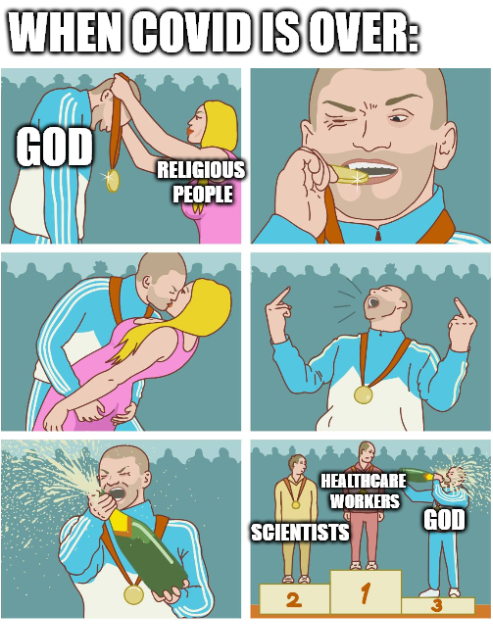 WHEN COVID IS OVER:
GOD
RELIGIOUS
PEOPLE
HEALTHCARE
WORKERS
GOD
SCIENTISTS
2
1
3